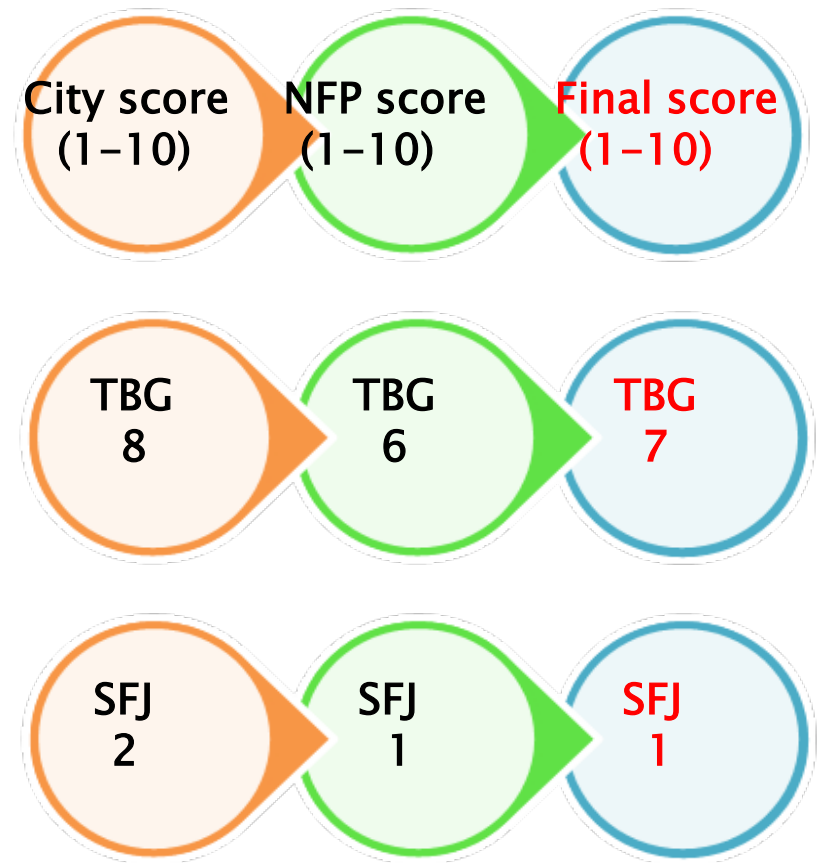 City score
(1–10)
NFP score
(1–10)
Final score
(1–10)
TBG
8
TBG
6
TBG
7
SFJ
2
SFJ
1
SFJ
1